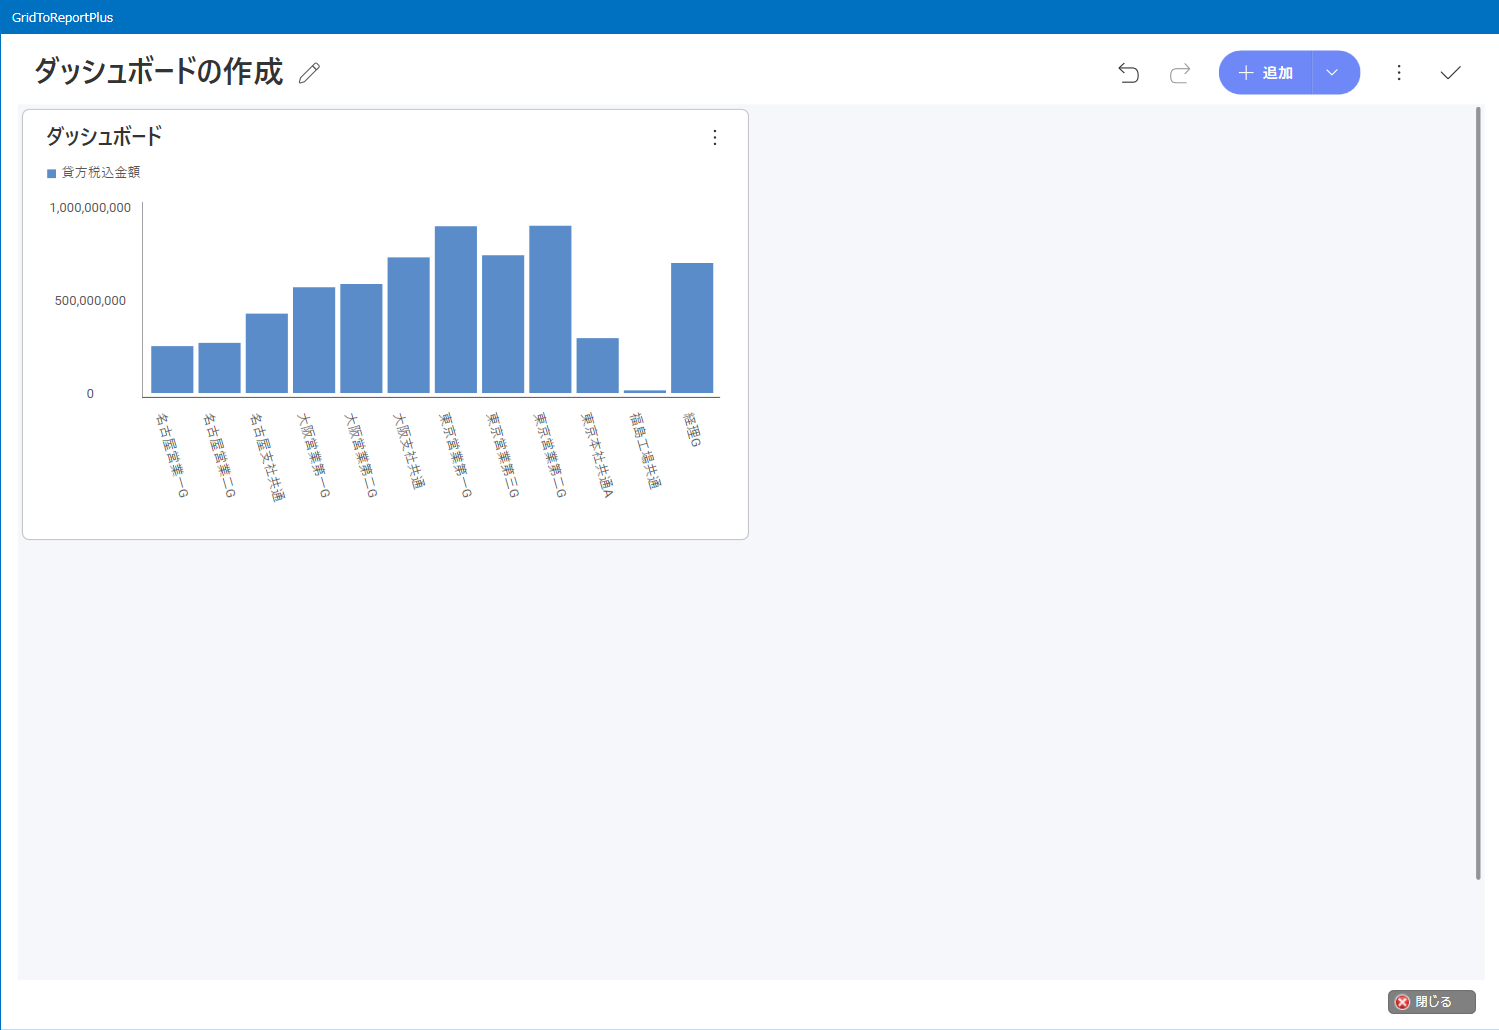 GridToReportPlus
ダッシュボードの作成
追加
ダッシュボード
貸方税込金額
1,000,000,000
500,000,000
0
名古屋営業一G
名古屋営業二G
名古屋支社共通
大阪営業第一G
大阪営業第二G
大阪支社共通
東京営業第一G
東京営業第三G
東京営業第二G
東京本社共通A
福島工場共通
経理G
閉じる